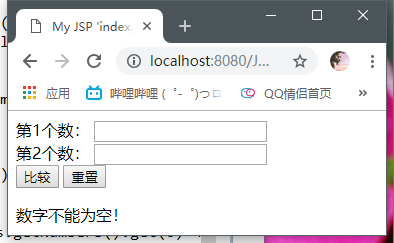 My JSP 'index.
localhost:8080/J...
应用
哔哩哔哩 (゜-゜)つロ
QQ情侣首页
»
第1个数：
第2个数：
比较 重置
数字不能为空！